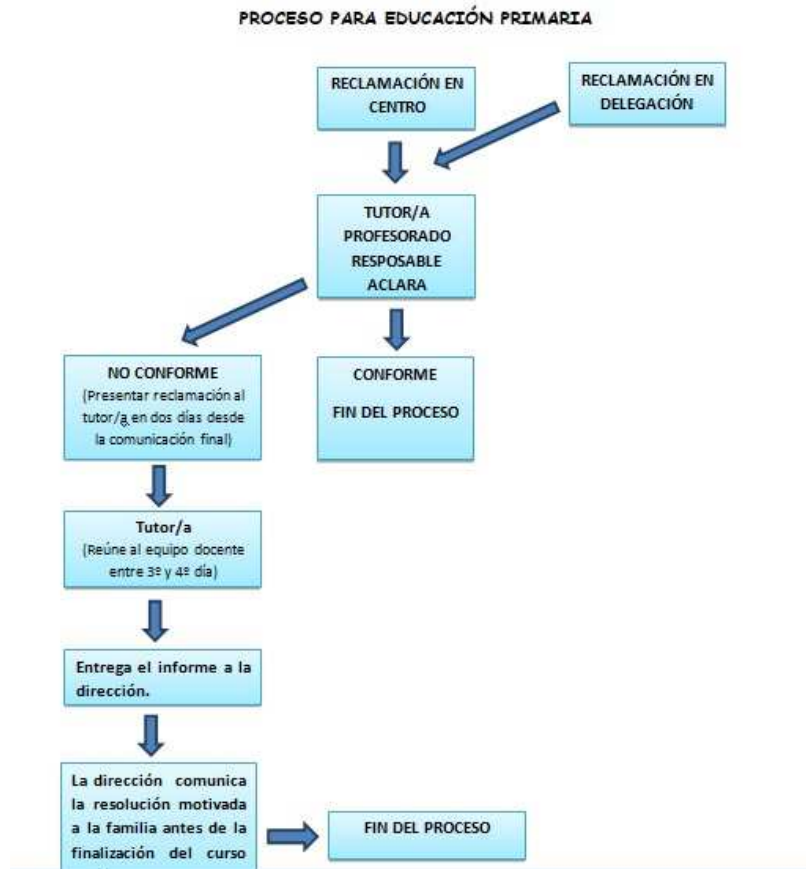 PROCESO PARA EDUCACIÓN PRIMARIA
RECLAMACIÓN EN
CENTRO
RECLAMACIÓN EN
DELEGACIÓN
TUTOR/A
PROFESORADO
RESPOSABLE
ACLARA
NO CONFORME
(Presentar reclamación al
tutor/a en dos días desde
la comunicación final)
CONFORME
FIN DEL PROCESO
Tutor/a
(Reúne al equipo docente
entre 3º y 4º día)
Entrega el informe a la
dirección.
La dirección comunica
la resolución motivada
a la familia antes de la
finalización del curso
FIN DEL PROCESO